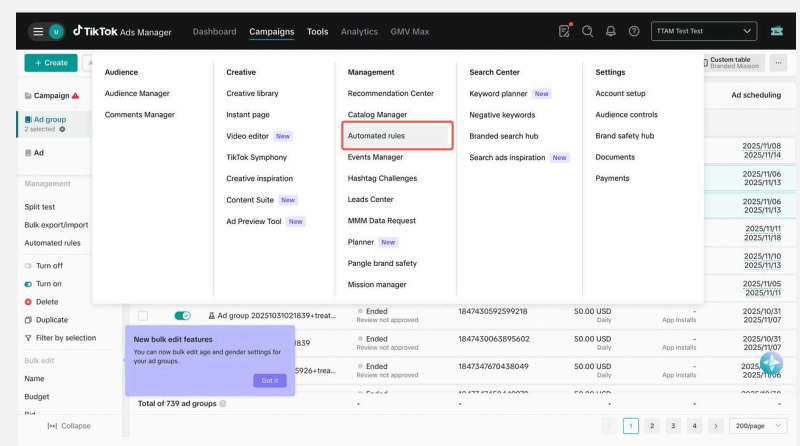 U
TikTok Ads Manager
Dashboard
Campaigns
Tools
Analytics
GMV Max
TTAM Test Test
+ Create
Custom table
Branded Mission
Campaign
Ad group
2 selected
Ad
Management
Split test
Bulk export/import
Automated rules
Turn off
Turn on
Delete
Duplicate
Filter by selection
Bulk edit
Name
Budget
Collapse
Audience
Audience Manager
Comments Manager
Creative
Creative library
Instant page
Video editor New
TikTok Symphony
Creative inspiration
Content Suite New
Ad Preview Tool New
Management
Recommendation Center
Catalog Manager
Automated rules
Events Manager
Hashtag Challenges
Leads Center
MMM Data Request
Planner New
Pangle brand safety
Mission manager
Search Center
Keyword planner New
Negative keywords
Branded search hub
Search ads inspiration New
Settings
Account setup
Audience controls
Brand safety hub
Documents
Payments
Ad scheduling
2025/11/08
2025/11/14
2025/11/06
2025/11/13
2025/11/06
2025/11/13
2025/11/11
2025/11/18
2025/11/10
2025/11/13
2025/11/05
2025/11/11
Ad group 20251031021839+treat...
Ended
Review not approved
1847430592599218
50.00 USD
Daily
-
App Installs
2025/10/31
2025/11/07
1839
Ended
Review not approved
1847430063895602
50.00 USD
Daily
-
App Installs
2025/10/31
2025/11/07
5926+trea...
Ended
Review not approved
1847347670438049
50.00 USD
Daily
-
App Installs
New bulk edit features
You can now bulk edit age and gender settings for
your ad groups.
Got it
Total of 739 ad groups
-
-
-
-
1
2
3
4
200/page